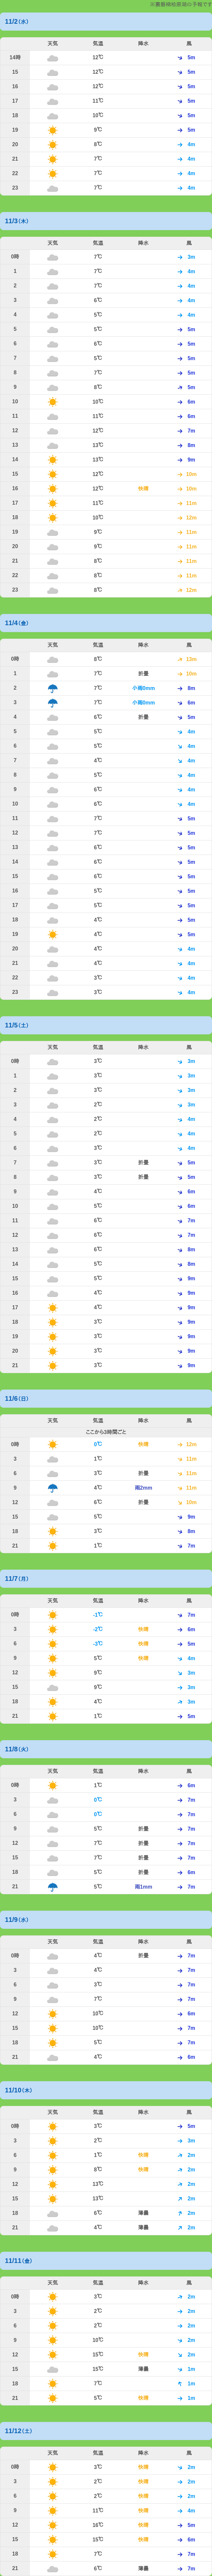 11/2(水)
天気 気温 降水 風
14時 12℃ 5m
15 12℃ 5m
16 12℃ 5m
17 11℃ 5m
18 10℃ 5m
19 9℃ 5m
20 8℃ 4m
21 7℃ 4m
22 7℃ 4m
23 7℃ 4m
11/3(木)
天気 気温 降水 風
0時 7℃ 3m
1 7℃ 4m
2 7℃ 4m
3 6℃ 4m
4 5℃ 4m
5 5℃ 5m
6 6℃ 5m
7 5℃ 5m
8 7℃ 5m
9 8℃ 5m
10 10℃ 6m
11 11℃ 6m
12 12℃ 7m
13 13℃ 8m
14 13℃ 9m
15 12℃ 10m
16 12℃ 快晴 10m
17 11℃ 11m
18 10℃ 12m
19 9℃ 11m
20 9℃ 11m
21 8℃ 11m
22 8℃ 11m
23 8℃ 12m
11/4(金)
天気 気温 降水 風
0時 8℃ 11m
1 7℃ 折曇 10m
2 7℃ 小雨0mm 8m
3 7℃ 小雨0mm 6m
4 6℃ 折曇 5m
5 5℃ 4m
6 5℃ 4m
7 4℃ 4m
8 5℃ 4m
9 6℃ 4m
10 6℃ 4m
11 7℃ 5m
12 7℃ 5m
13 6℃ 5m
14 6℃ 5m
15 6℃ 5m
16 5℃ 5m
17 5℃ 5m
18 4℃ 5m
19 4℃ 5m
20 4℃ 4m
21 4℃ 4m
22 3℃ 4m
23 3℃ 4m
11/5(土)
天気 気温 降水 風
0時 3℃ 3m
1 3℃ 3m
2 3℃ 3m
3 2℃ 3m
4 2℃ 4m
5 2℃ 4m
6 3℃ 4m
7 3℃ 折曇 5m
8 3℃ 折曇 5m
9 4℃ 6m
10 5℃ 6m
11 6℃ 7m
12 6℃ 7m
13 6℃ 8m
14 5℃ 8m
15 5℃ 9m
16 4℃ 9m
17 4℃ 9m
18 3℃ 9m
19 3℃ 9m
20 3℃ 9m
21 3℃ 9m
11/6(日)
天気 気温 降水 風
ここから3時間ごと
0時 0℃ 快晴 12m
3 1℃ 11m
6 3℃ 折曇 11m
9 4℃ 雨2mm 11m
12 6℃ 折曇 10m
15 5℃ 9m
18 3℃ 8m
21 1℃ 7m
11/7(月)
天気 気温 降水 風
0時 -1℃ 7m
3 -2℃ 快晴 6m
6 -3℃ 快晴 5m
9 5℃ 快晴 4m
12 9℃ 3m
15 9℃ 3m
18 4℃ 3m
21 1℃ 5m
11/8(火)
天気 気温 降水 風
0時 1℃ 6m
3 0℃ 7m
6 0℃ 7m
9 5℃ 折曇 7m
12 7℃ 折曇 7m
15 7℃ 折曇 7m
18 5℃ 折曇 6m
21 5℃ 雨1mm 7m
11/9(水)
天気 気温 降水 風
0時 4℃ 折曇 7m
3 4℃ 7m
6 3℃ 7m
9 7℃ 7m
12 10℃ 6m
15 10℃ 7m
18 5℃ 7m
21 4℃ 6m
11/10(木)
天気 気温 降水 風
0時 3℃ 5m
3 2℃ 3m
6 1℃ 快晴 2m
9 8℃ 快晴 2m
12 13℃ 2m
15 13℃ 2m
18 6℃ 薄曇 2m
21 4℃ 薄曇 2m
11/11(金)
天気 気温 降水 風
0時 3℃ 2m
3 2℃ 2m
6 2℃ 2m
9 10℃ 2m
12 15℃ 快晴 2m
15 15℃ 薄曇 1m
18 7℃ 1m
21 5℃ 快晴 1m
11/12(土)
天気 気温 降水 風
0時 3℃ 快晴 2m
3 2℃ 快晴 2m
6 2℃ 快晴 2m
9 11℃ 快晴 4m
12 16℃ 快晴 5m
15 15℃ 快晴 6m
18 7℃ 7m
21 6℃ 薄曇 7m